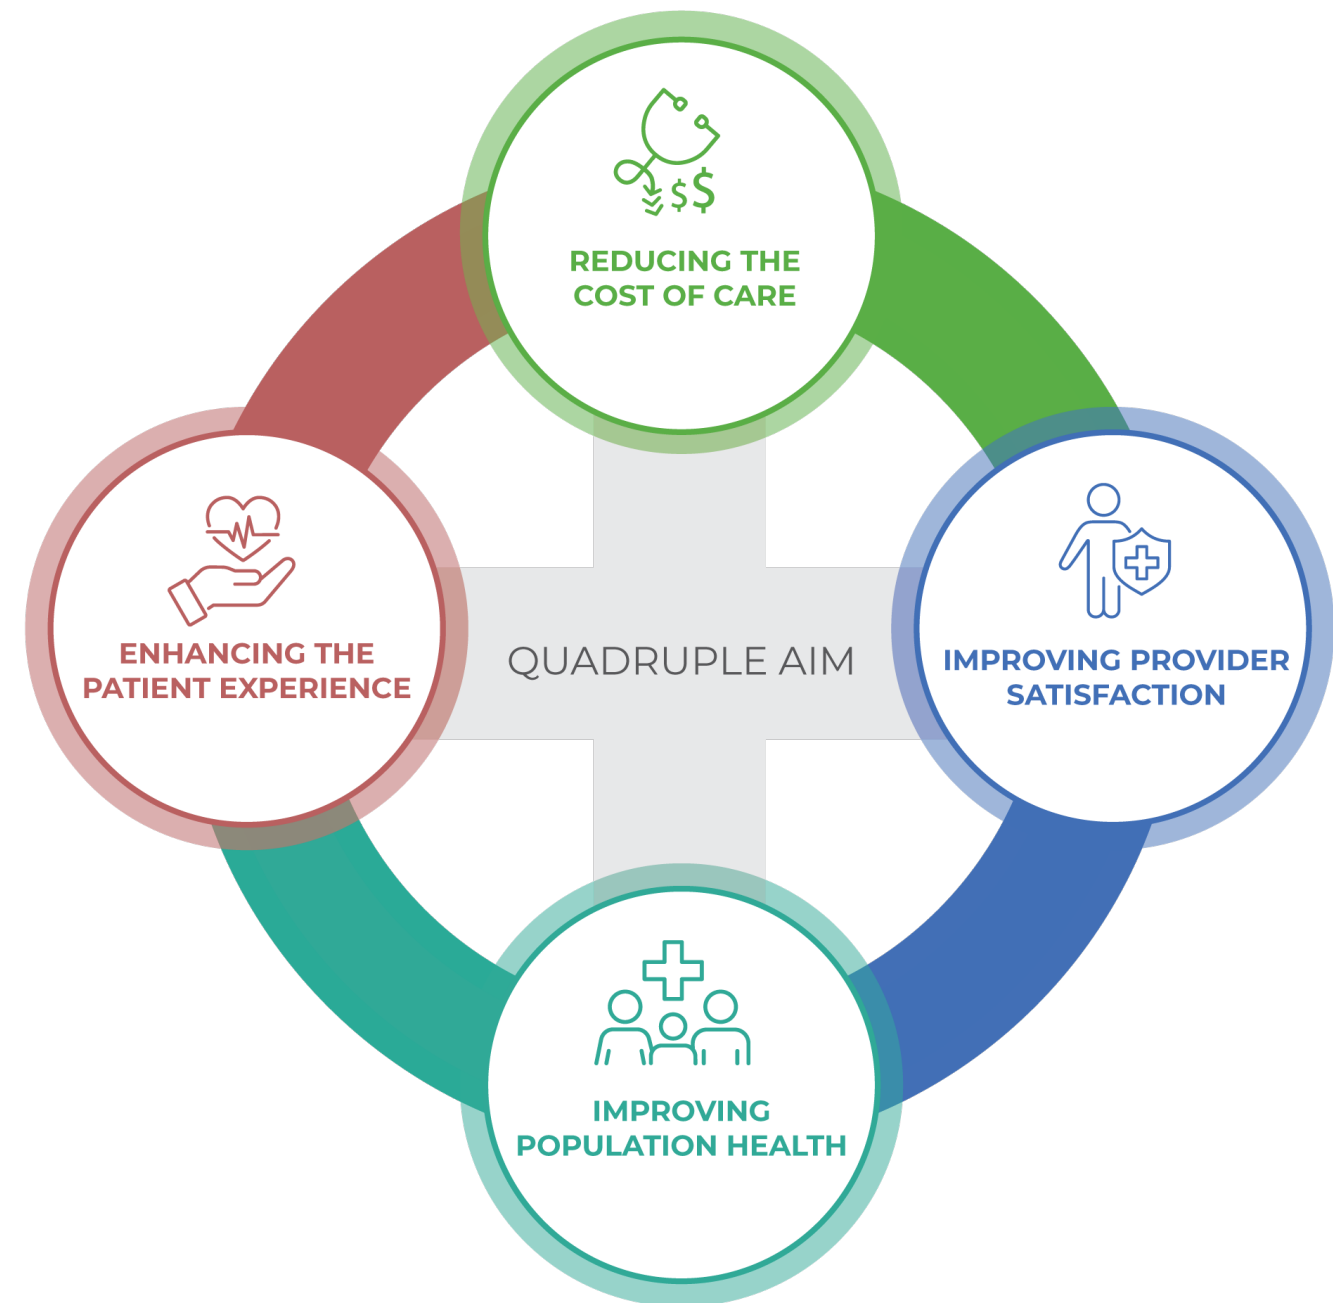 $$
REDUCING THE
COST OF CARE
ENHANCING THE
PATIENT EXPERIENCE
QUADRUPLE AIM
IMPROVING PROVIDER
SATISFACTION
IMPROVING
POPULATION HEALTH